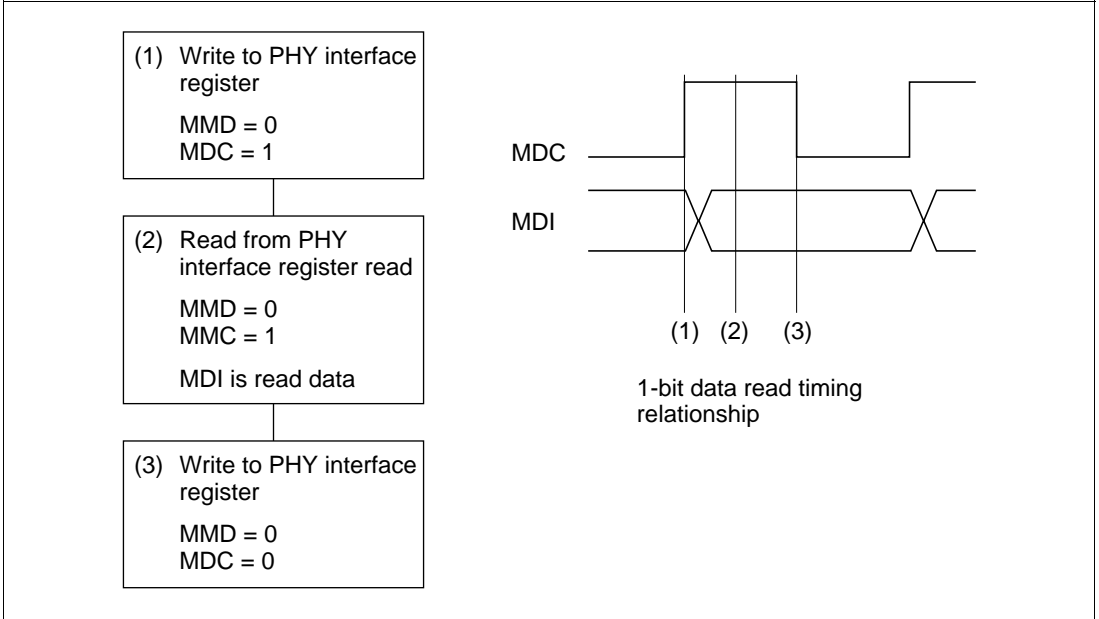 (1) Write to PHY interface
register
MMD = 0
MDC = 1
(2) Read from PHY
interface register read
MMD = 0
MMC = 1
MDI is read data
(3) Write to PHY interface
register
MMD = 0
MDC = 0
MDC
MDI
(1) (2) (3)
1-bit data read timing
relationship